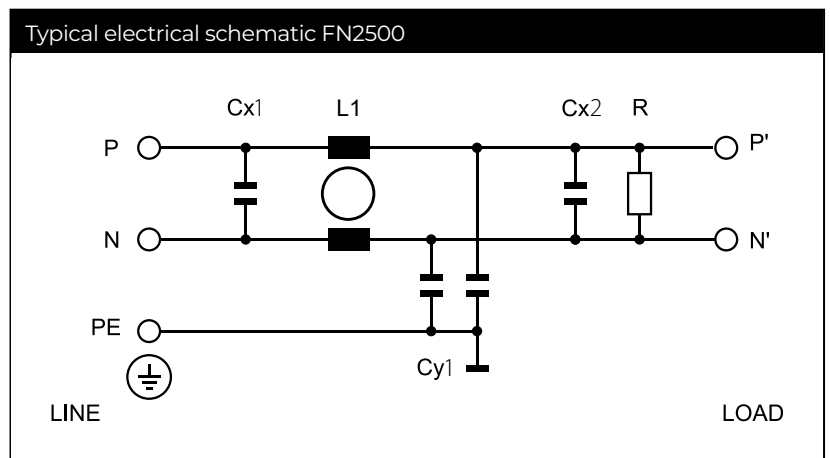 Typical electrical schematic FN2500
Cx1 L1 Cx2 R
P P'
N N'
PE
Cy1
LINE LOAD